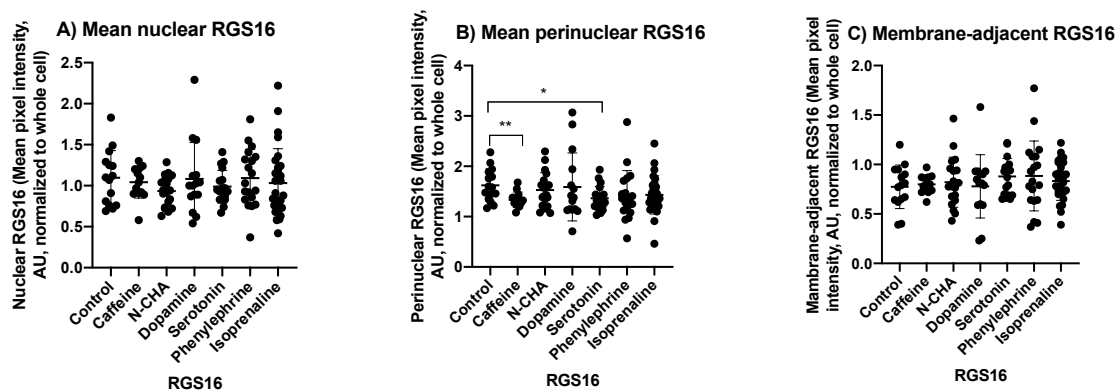 A) Mean nuclear RGS16
Nuclear RGS16 (Mean pixel intensity,
AU, normalized to whole cell)
2.5
2.0
1.5
1.0
0.5
0.0
Control
Caffeine
N-CHA
Dopamine
Serotonin
Phenylephrine
Isoprenaline
RGS16
B) Mean perinuclear RGS16
Perinuclear RGS16 (Mean pixel intensity,
AU, normalized to whole cell)
4
3
2
1
0
*
**
Control
Caffeine
N-CHA
Dopamine
Serotonin
Phenylephrine
Isoprenaline
RGS16
C) Membrane-adjacent RGS16
Mambrane-adjacent RGS16 (Mean pixel
intensity, AU, normalized to whole cell)
2.0
1.5
1.0
0.5
0.0
Control
Caffeine
N-CHA
Dopamine
Serotonin
Phenylephrine
Isoprenaline
RGS16